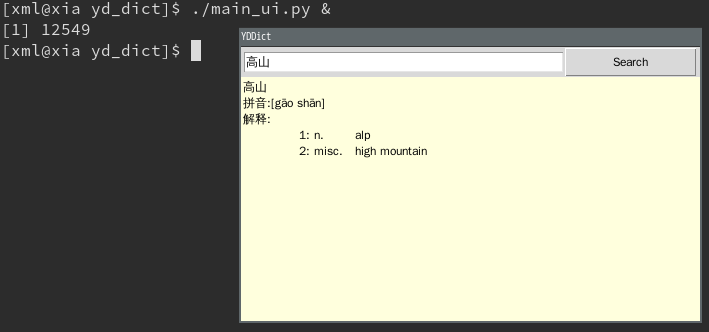 [xml@xia yd_dict]$ ./main_ui.py &
[1] 12549
[xml@xia yd_dict]$
YDDict
高山 Search
高山
拼音:[gāo shān]
解释:
1: n. alp
2: misc. high mountain